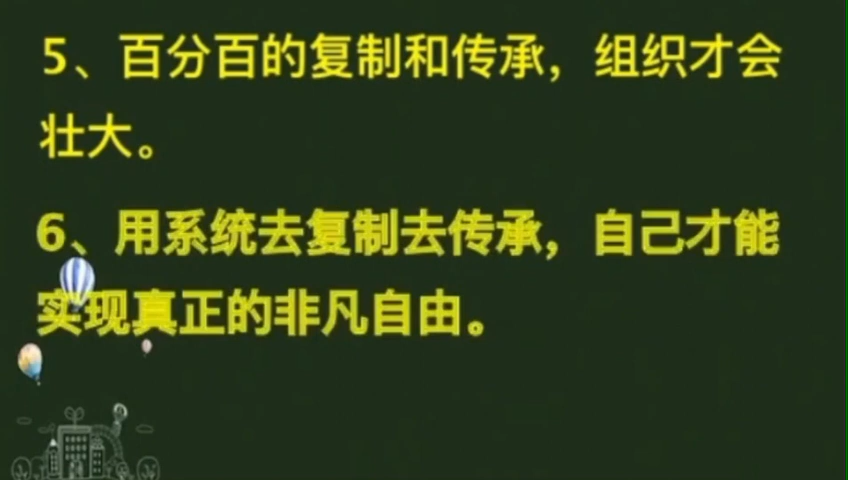 5、百分百的复制和传承，组织才会
壮大。
6、用系统去复制去传承，自己才能
实现真正的非凡自由。